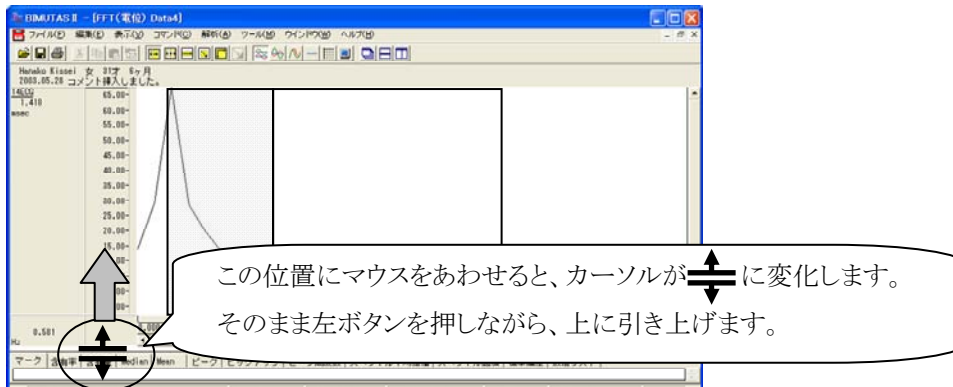 BIMUTAS II - [FFT(電位) Data4]
ファイル(F) 編集(E) 表示(V) コマンド(C) 解析(A) ツール(M) ウインドウ(W) ヘルプ(H)
Hanako Kissei 女 31才 6ヶ月
2003.05.28 コメント挿入しました。
1.410
msec
65.00
60.00
55.00
50.00
45.00
40.00
35.00
30.00
25.00
20.00
15.00
この位置にマウスをあわせると、カーソルが に変化します。
そのまま左ボタンを押しながら、上に引き上げます。
Hz
マーク 含有率 Median Mean ピーク